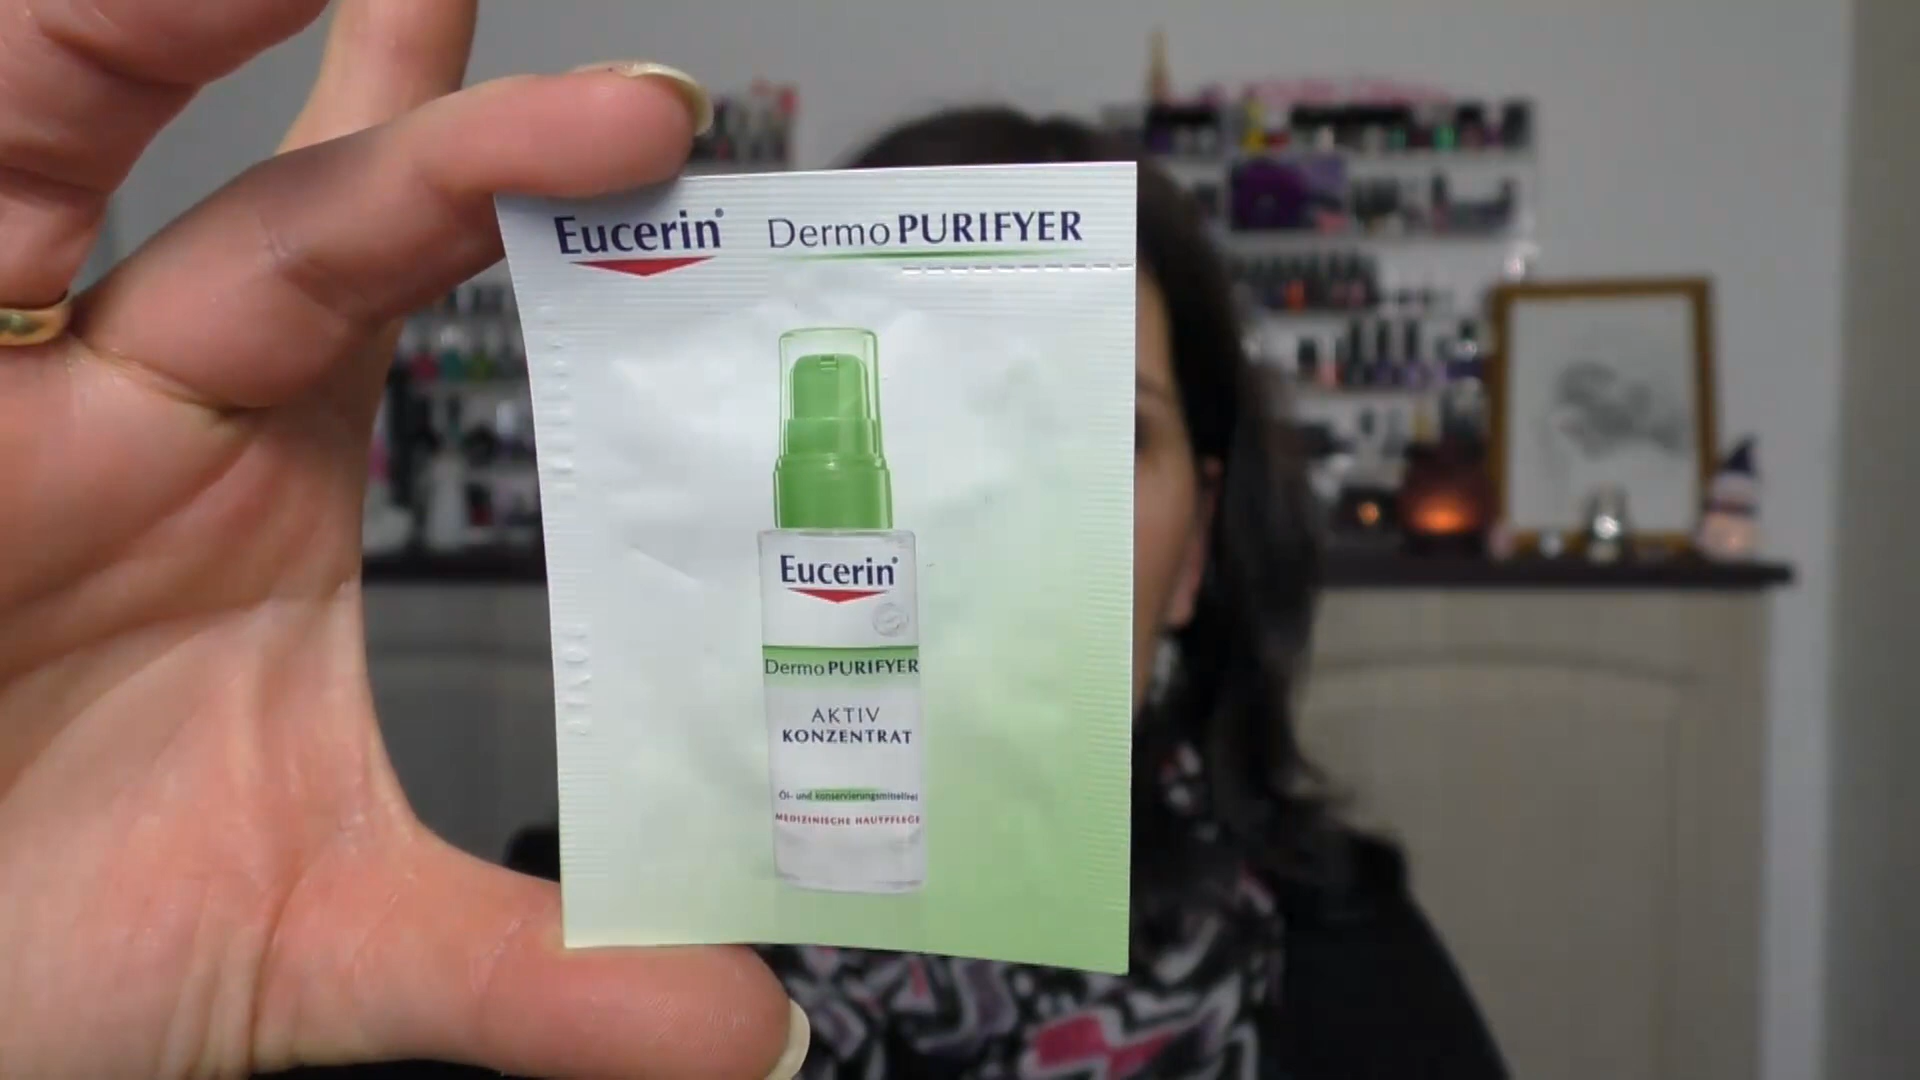 Eucerin® DermoPURIFYER
Eucerin®
DermoPURIFYER
AKTIV
KONZENTRAT
Öl- und konservierungsmittelfrei
MEDIZINISCHE HAUTPFLEGE